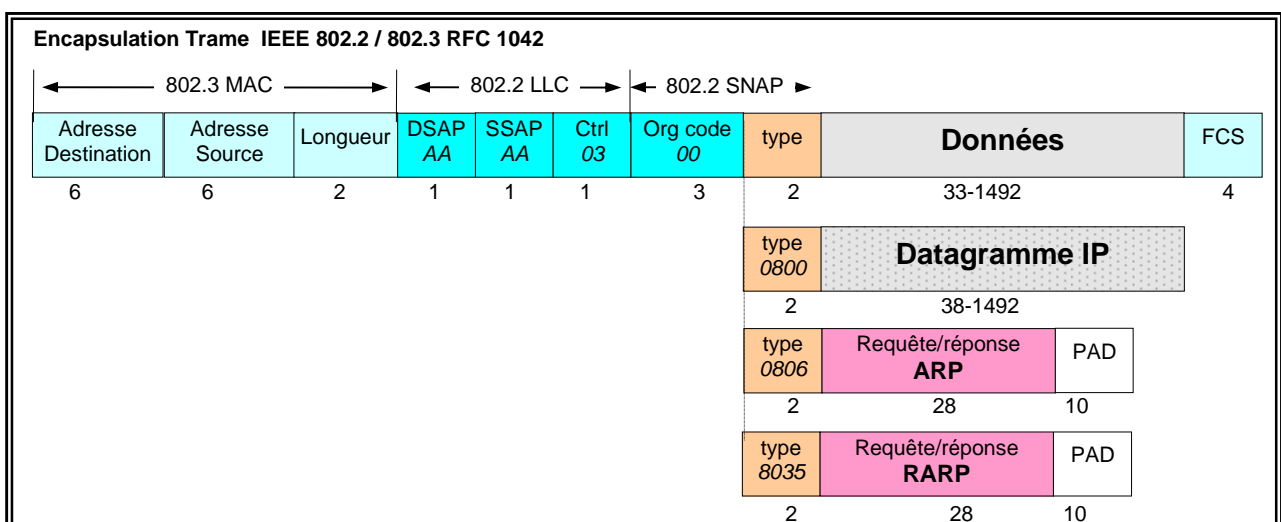 Encapsulation Trame IEEE 802.2 / 802.3 RFC 1042
802.3 MAC 802.2 LLC 802.2 SNAP
Adresse Destination Adresse Source Longueur DSAP AA SSAP AA Ctrl 03 Org code 00 type Données FCS
6 6 2 1 1 1 3 2 33-1492 4
type 0800 Datagramme IP
2 38-1492
type 0806 Requête/réponse ARP PAD
2 28 10
type 8035 Requête/réponse RARP PAD
2 28 10